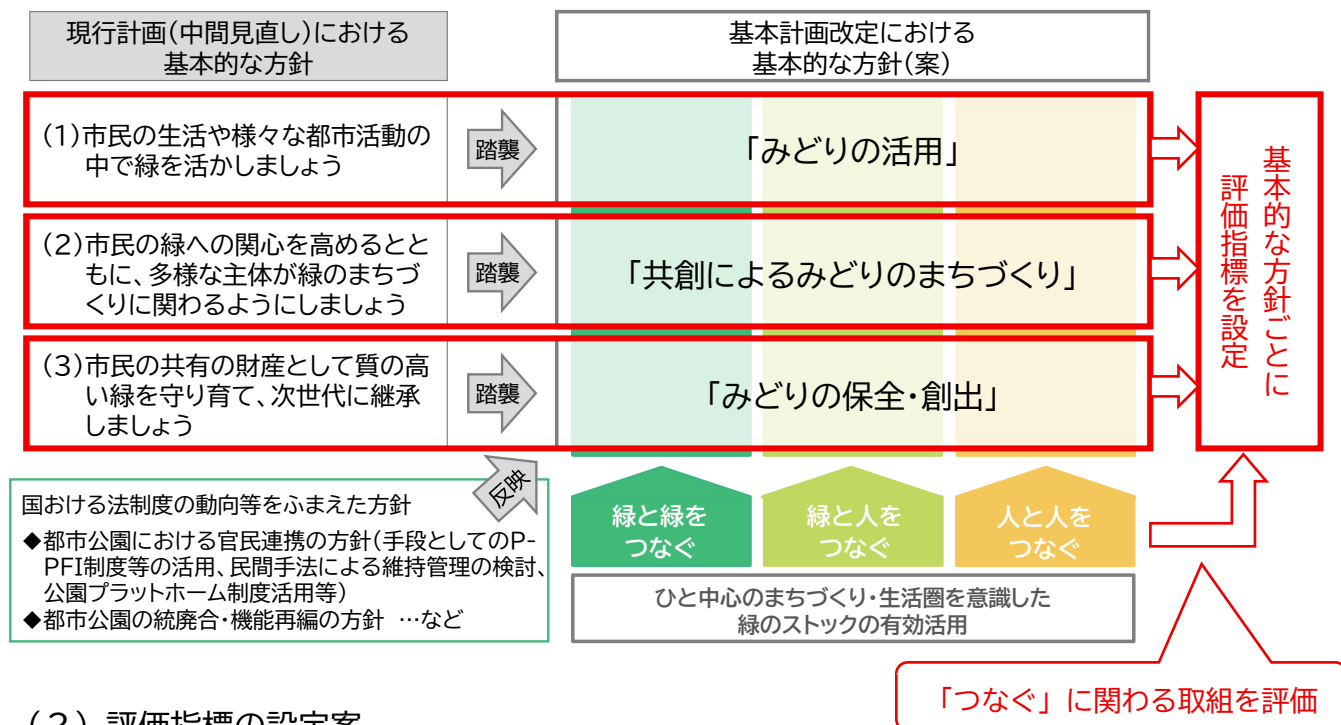 現行計画(中間見直し)における
基本的な方針
基本計画改定における
基本的な方針(案)
(1)市民の生活や様々な都市活動の
中で緑を活かしましょう
踏襲
「みどりの活用」
(2)市民の緑への関心を高めるとと
もに、多様な主体が緑のまちづ
くりに関わるようにしましょう
踏襲
「共創によるみどりのまちづくり」
(3)市民の共有の財産として質の高
い緑を守り育て、次世代に継承
しましょう
踏襲
「みどりの保全・創出」
基本的な方針ごとに
評価指標を設定
反映
国おける法制度の動向等をふまえた方針
◆都市公園における官民連携の方針(手段としてのP-
PFI制度等の活用、民間手法による維持管理の検討、
公園プラットホーム制度活用等)
◆都市公園の統廃合・機能再編の方針 …など
緑と緑を
つなぐ
緑と人を
つなぐ
人と人を
つなぐ
ひと中心のまちづくり・生活圏を意識した
緑のストックの有効活用
「つなぐ」に関わる取組を評価
(2) 評価指標の設定案